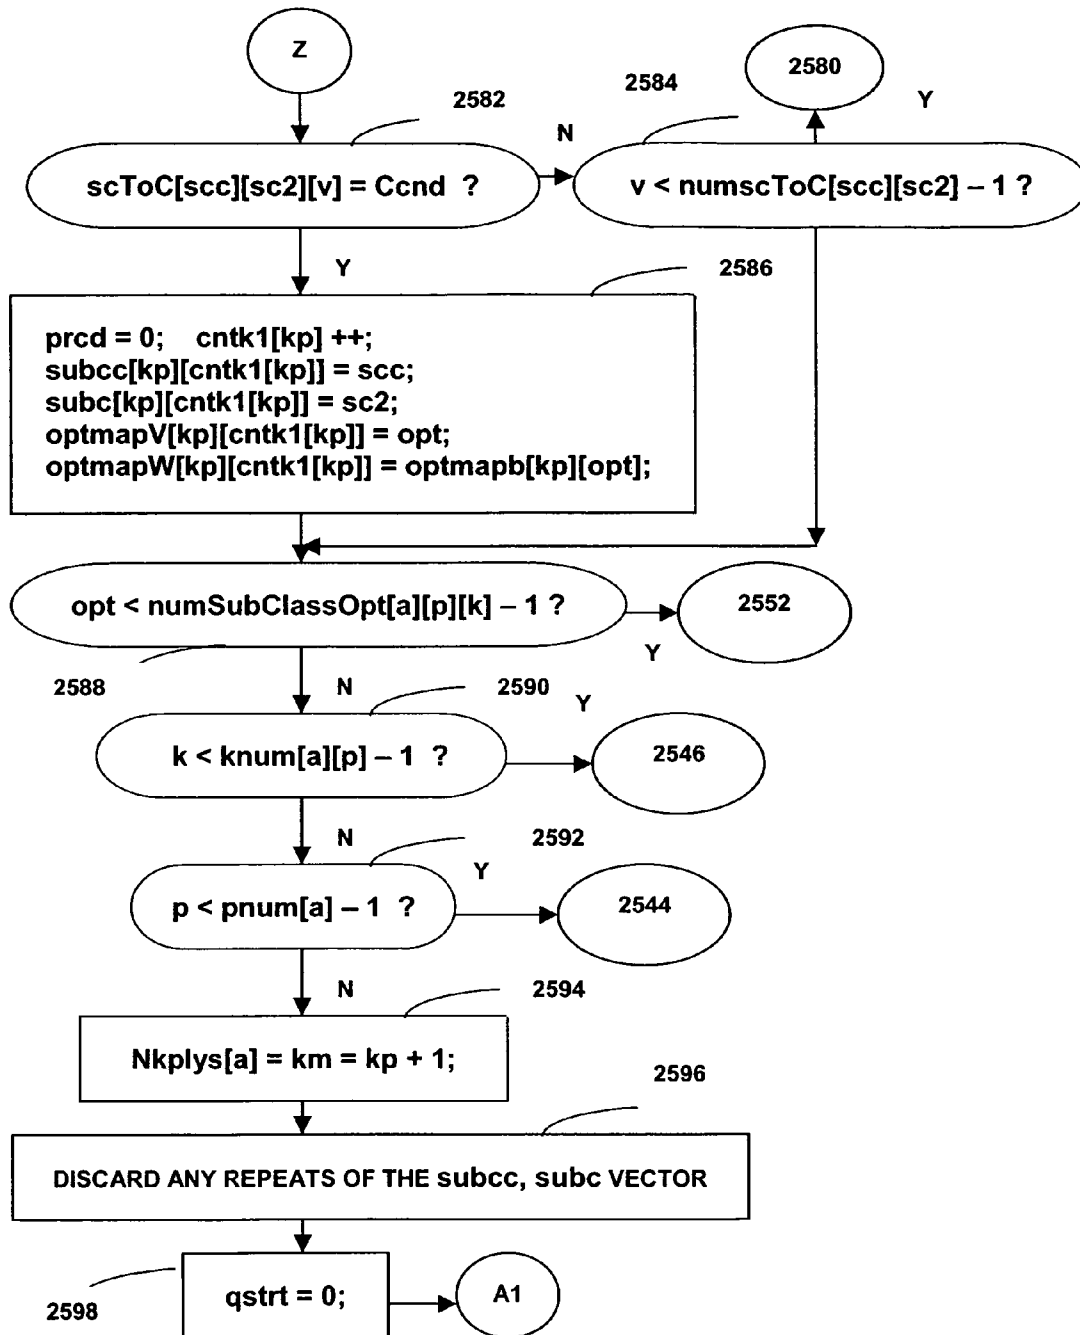 Z
2582
2584
2580
Y
N
scToC[scc][sc2][v] = Ccnd ?
v < numscToC[scc][sc2] – 1 ?
Y
2586
prcd = 0; cntk1[kp] ++;
subcc[kp][cntk1[kp]] = scc;
subc[kp][cntk1[kp]] = sc2;
optmapV[kp][cntk1[kp]] = opt;
optmapW[kp][cntk1[kp]] = optmapb[kp][opt];
opt < numSubClassOpt[a][p][k] – 1 ?
2552
Y
2588
N
2590
Y
k < knum[a][p] – 1 ?
2546
N
2592
Y
p < pnum[a] – 1 ?
2544
N
2594
Nkplys[a] = km = kp + 1;
2596
DISCARD ANY REPEATS OF THE subcc, subc VECTOR
2598
qstrt = 0;
A1